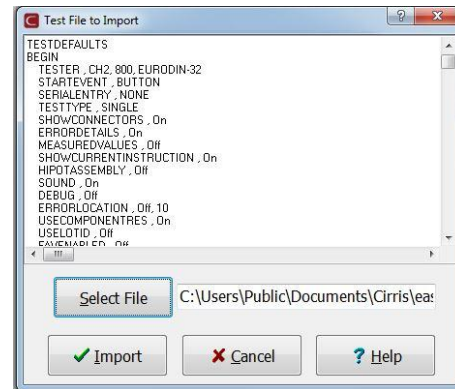 Test File to Import
TESTDEFAULTS
BEGIN
TESTER , CH2, 800, EURODIN-32
STARTEVENT , BUTTON
SERIALENTRY , NONE
TESTTYPE , SINGLE
SHOWCONNECTORS , On
ERRORDETAILS , On
MEASUREDVALUES , Off
SHOWCURRENTINSTRUCTION , On
HIPOTASSEMBLY , Off
SOUND , On
DEBUG , Off
ERRORLOCATION , Off, 10
USECOMPONENTRES , On
USELOTID , Off
FAVENABLED , Off
Select File
C:\Users\Public\Documents\Cirris\eas
Import
Cancel
? Help